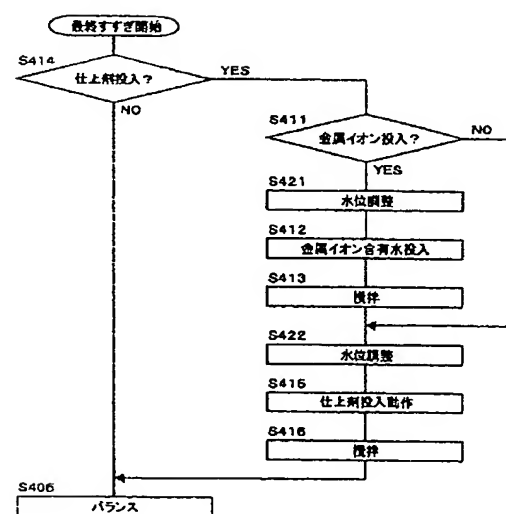 最終すすぎ開始
S414
仕上剤投入?
YES
NO
S411
金属イオン投入?
NO
YES
S421
水位調整
S412
金属イオン含有水投入
S413
攪拌
S422
水位調整
S415
仕上剤投入動作
S416
攪拌
S406
バランス